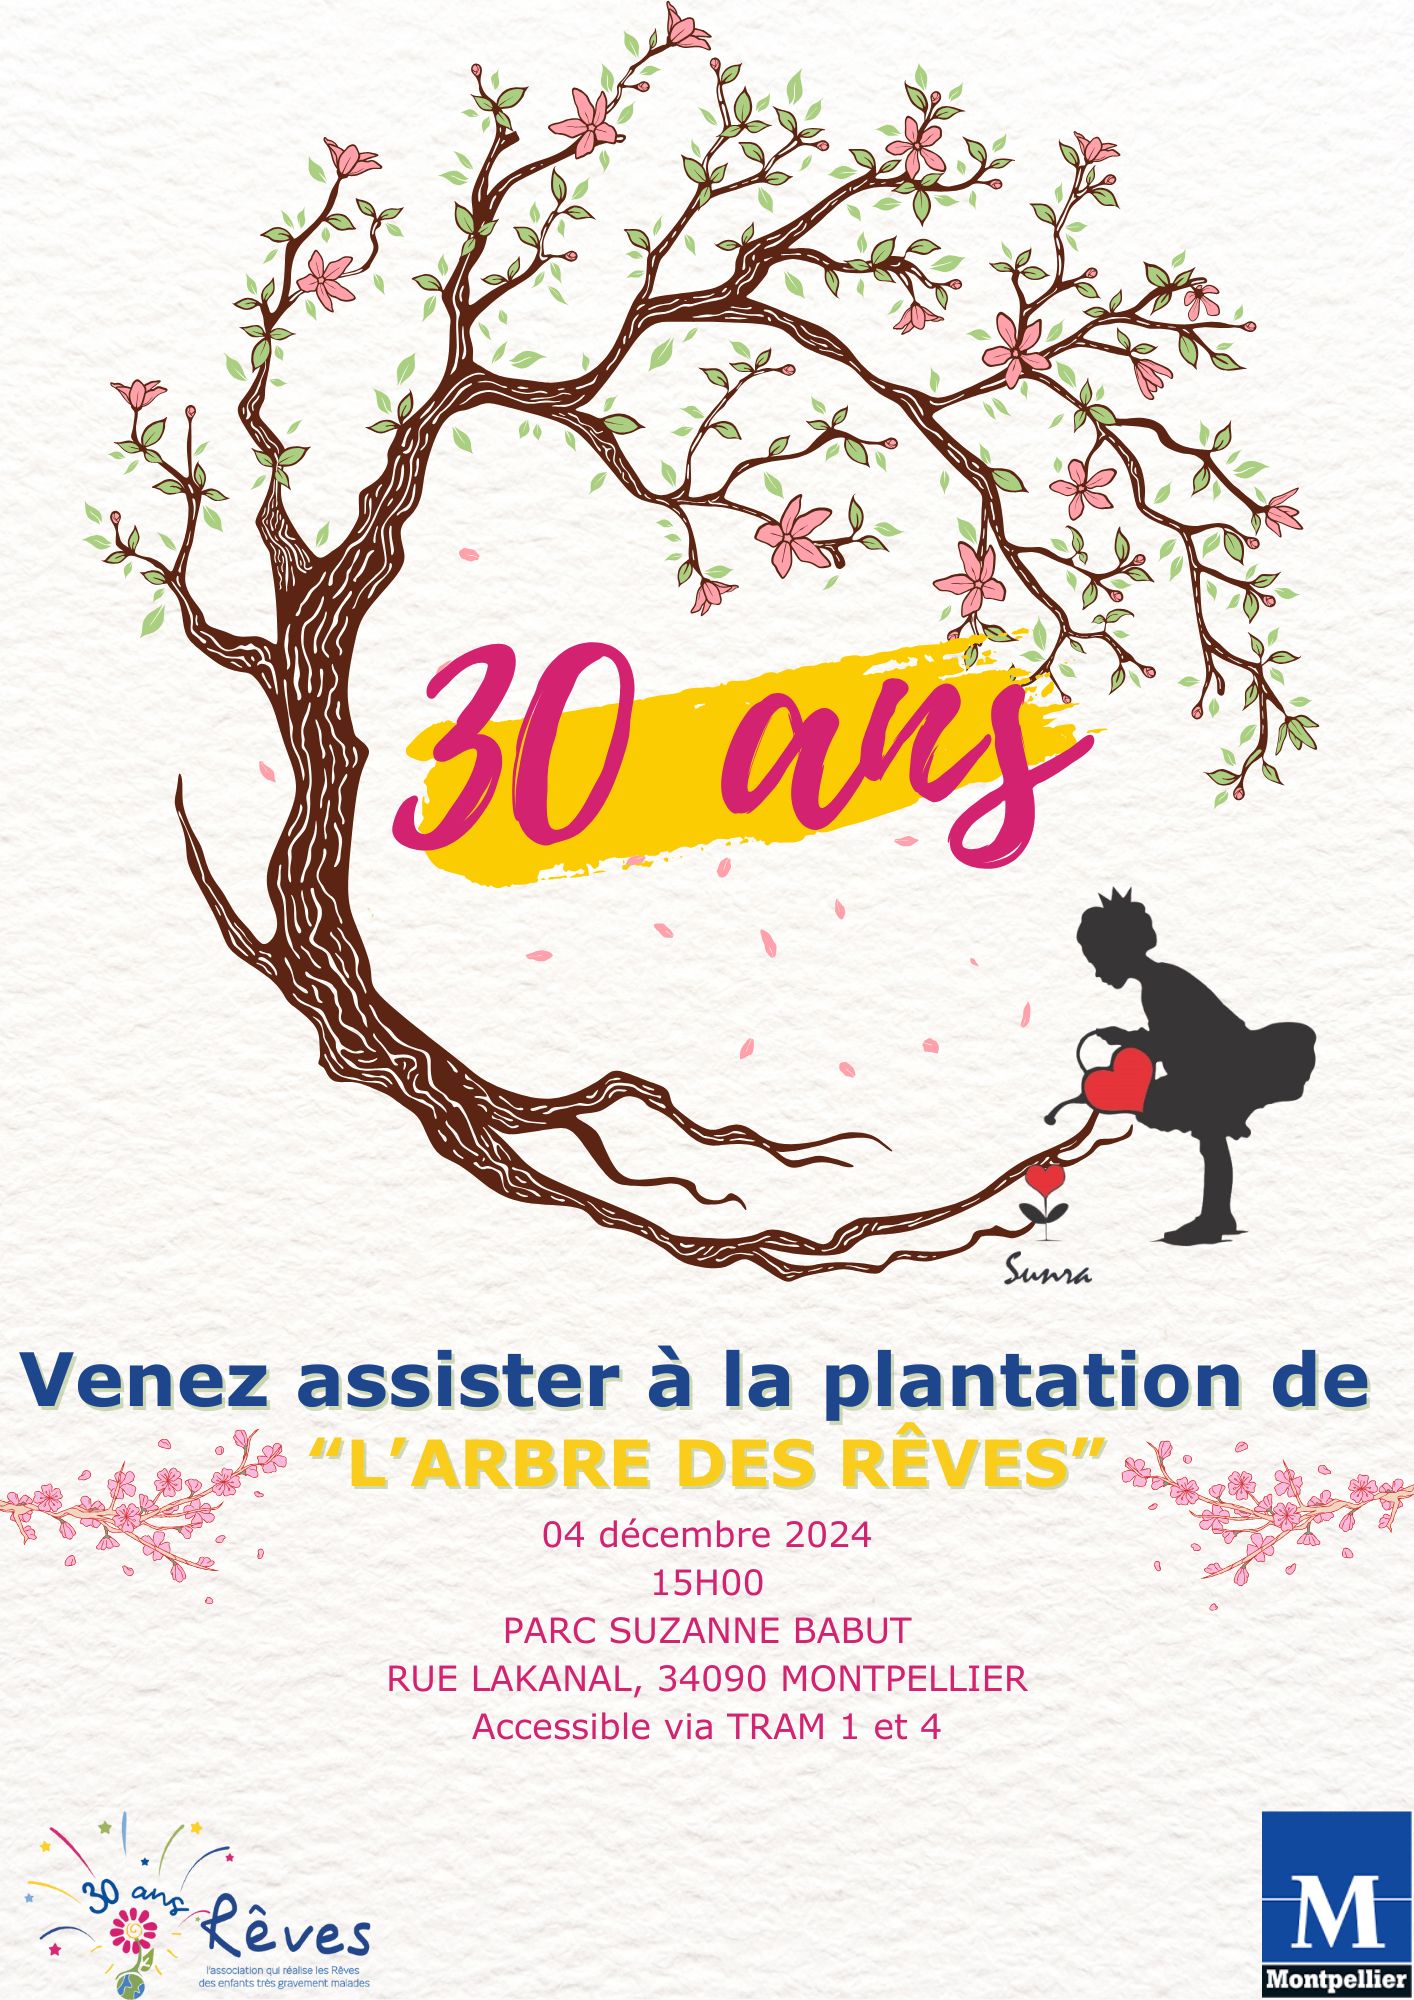 30 ans
Sunra
Venez assister à la plantation de
“L’ARBRE DES RÊVES”
04 décembre 2024
15H00
PARC SUZANNE BABUT
RUE LAKANAL, 34090 MONTPELLIER
Accessible via TRAM 1 et 4
30 ans
Rêves
l'association qui réalise les Rêves
des enfants très gravement malades
M
Montpellier